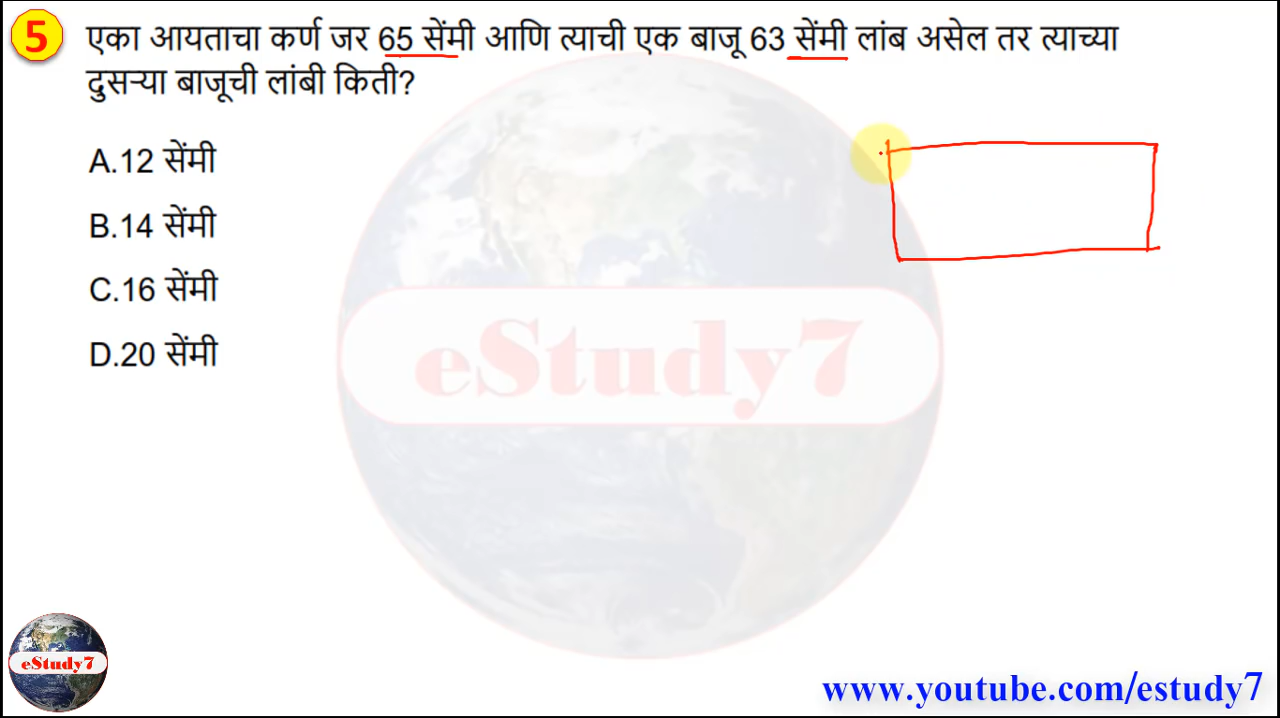 5 एका आयताचा कर्ण जर 65 सेंमी आणि त्याची एक बाजू 63 सेंमी लांब असेल तर त्याच्या
दुसऱ्या बाजूची लांबी किती?
A.12 सेंमी
B.14 सेंमी
C.16 सेंमी
D.20 सेंमी
eStudy7
eStudy7
www.youtube.com/estudy7